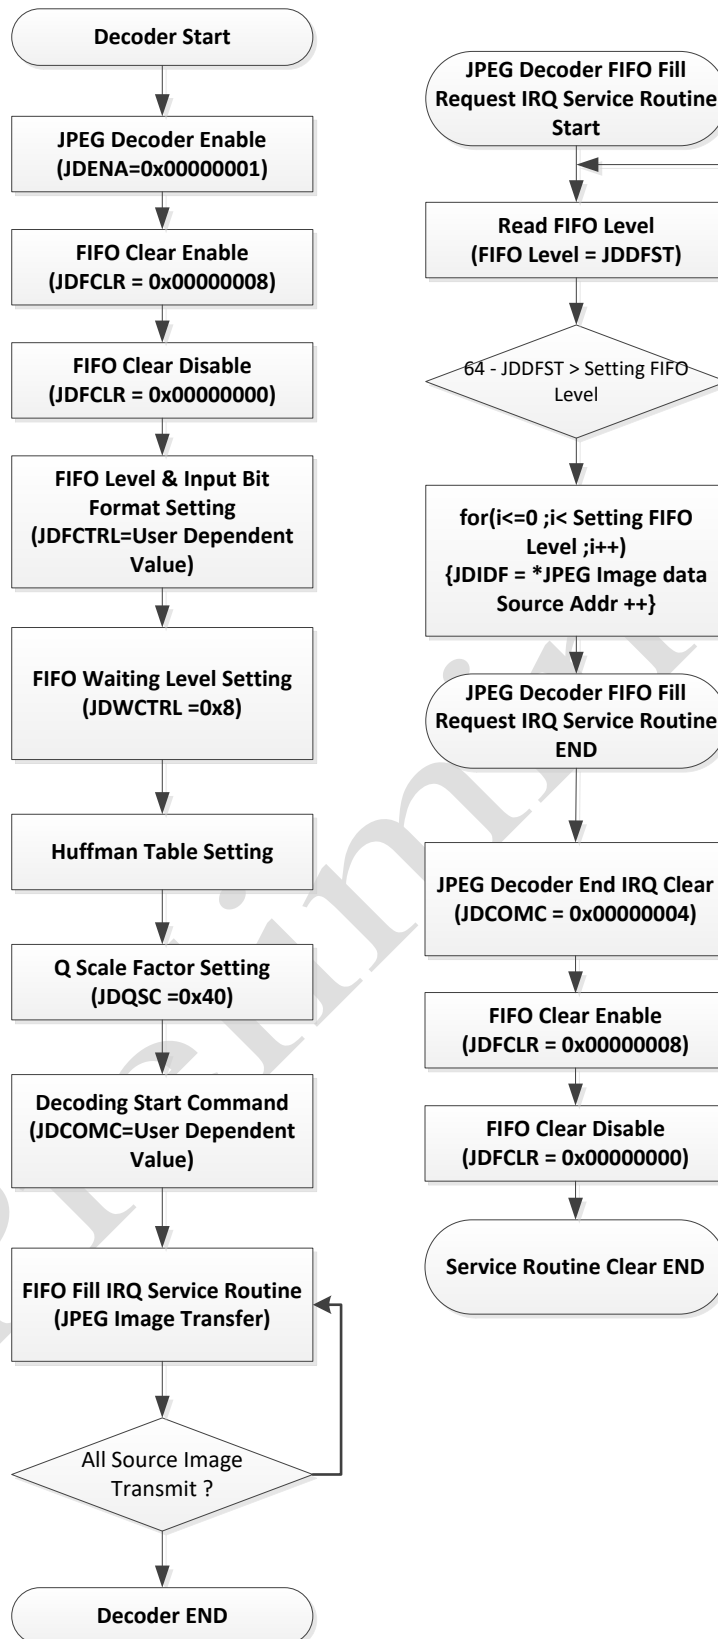 Decoder Start
JPEG Decoder Enable
(JDENA=0x00000001)
FIFO Clear Enable
(JDFCLR = 0x00000008)
FIFO Clear Disable
(JDFCLR = 0x00000000)
FIFO Level & Input Bit
Format Setting
(JDFCTRL=User Dependent
Value)
FIFO Waiting Level Setting
(JDWCTRL =0x8)
Huffman Table Setting
Q Scale Factor Setting
(JDQSC =0x40)
Decoding Start Command
(JDCOMC=User Dependent
Value)
FIFO Fill IRQ Service Routine
(JPEG Image Transfer)
All Source Image
Transmit ?
Decoder END
JPEG Decoder FIFO Fill
Request IRQ Service Routine
Start
Read FIFO Level
(FIFO Level = JDDFST)
64 - JDDFST > Setting FIFO
Level
for(i<=0 ;i< Setting FIFO
Level ;i++)
{JDIDF = *JPEG Image data
Source Addr ++}
JPEG Decoder FIFO Fill
Request IRQ Service Routine
END
JPEG Decoder End IRQ Clear
(JDCOMC = 0x00000004)
FIFO Clear Enable
(JDFCLR = 0x00000008)
FIFO Clear Disable
(JDFCLR = 0x00000000)
Service Routine Clear END